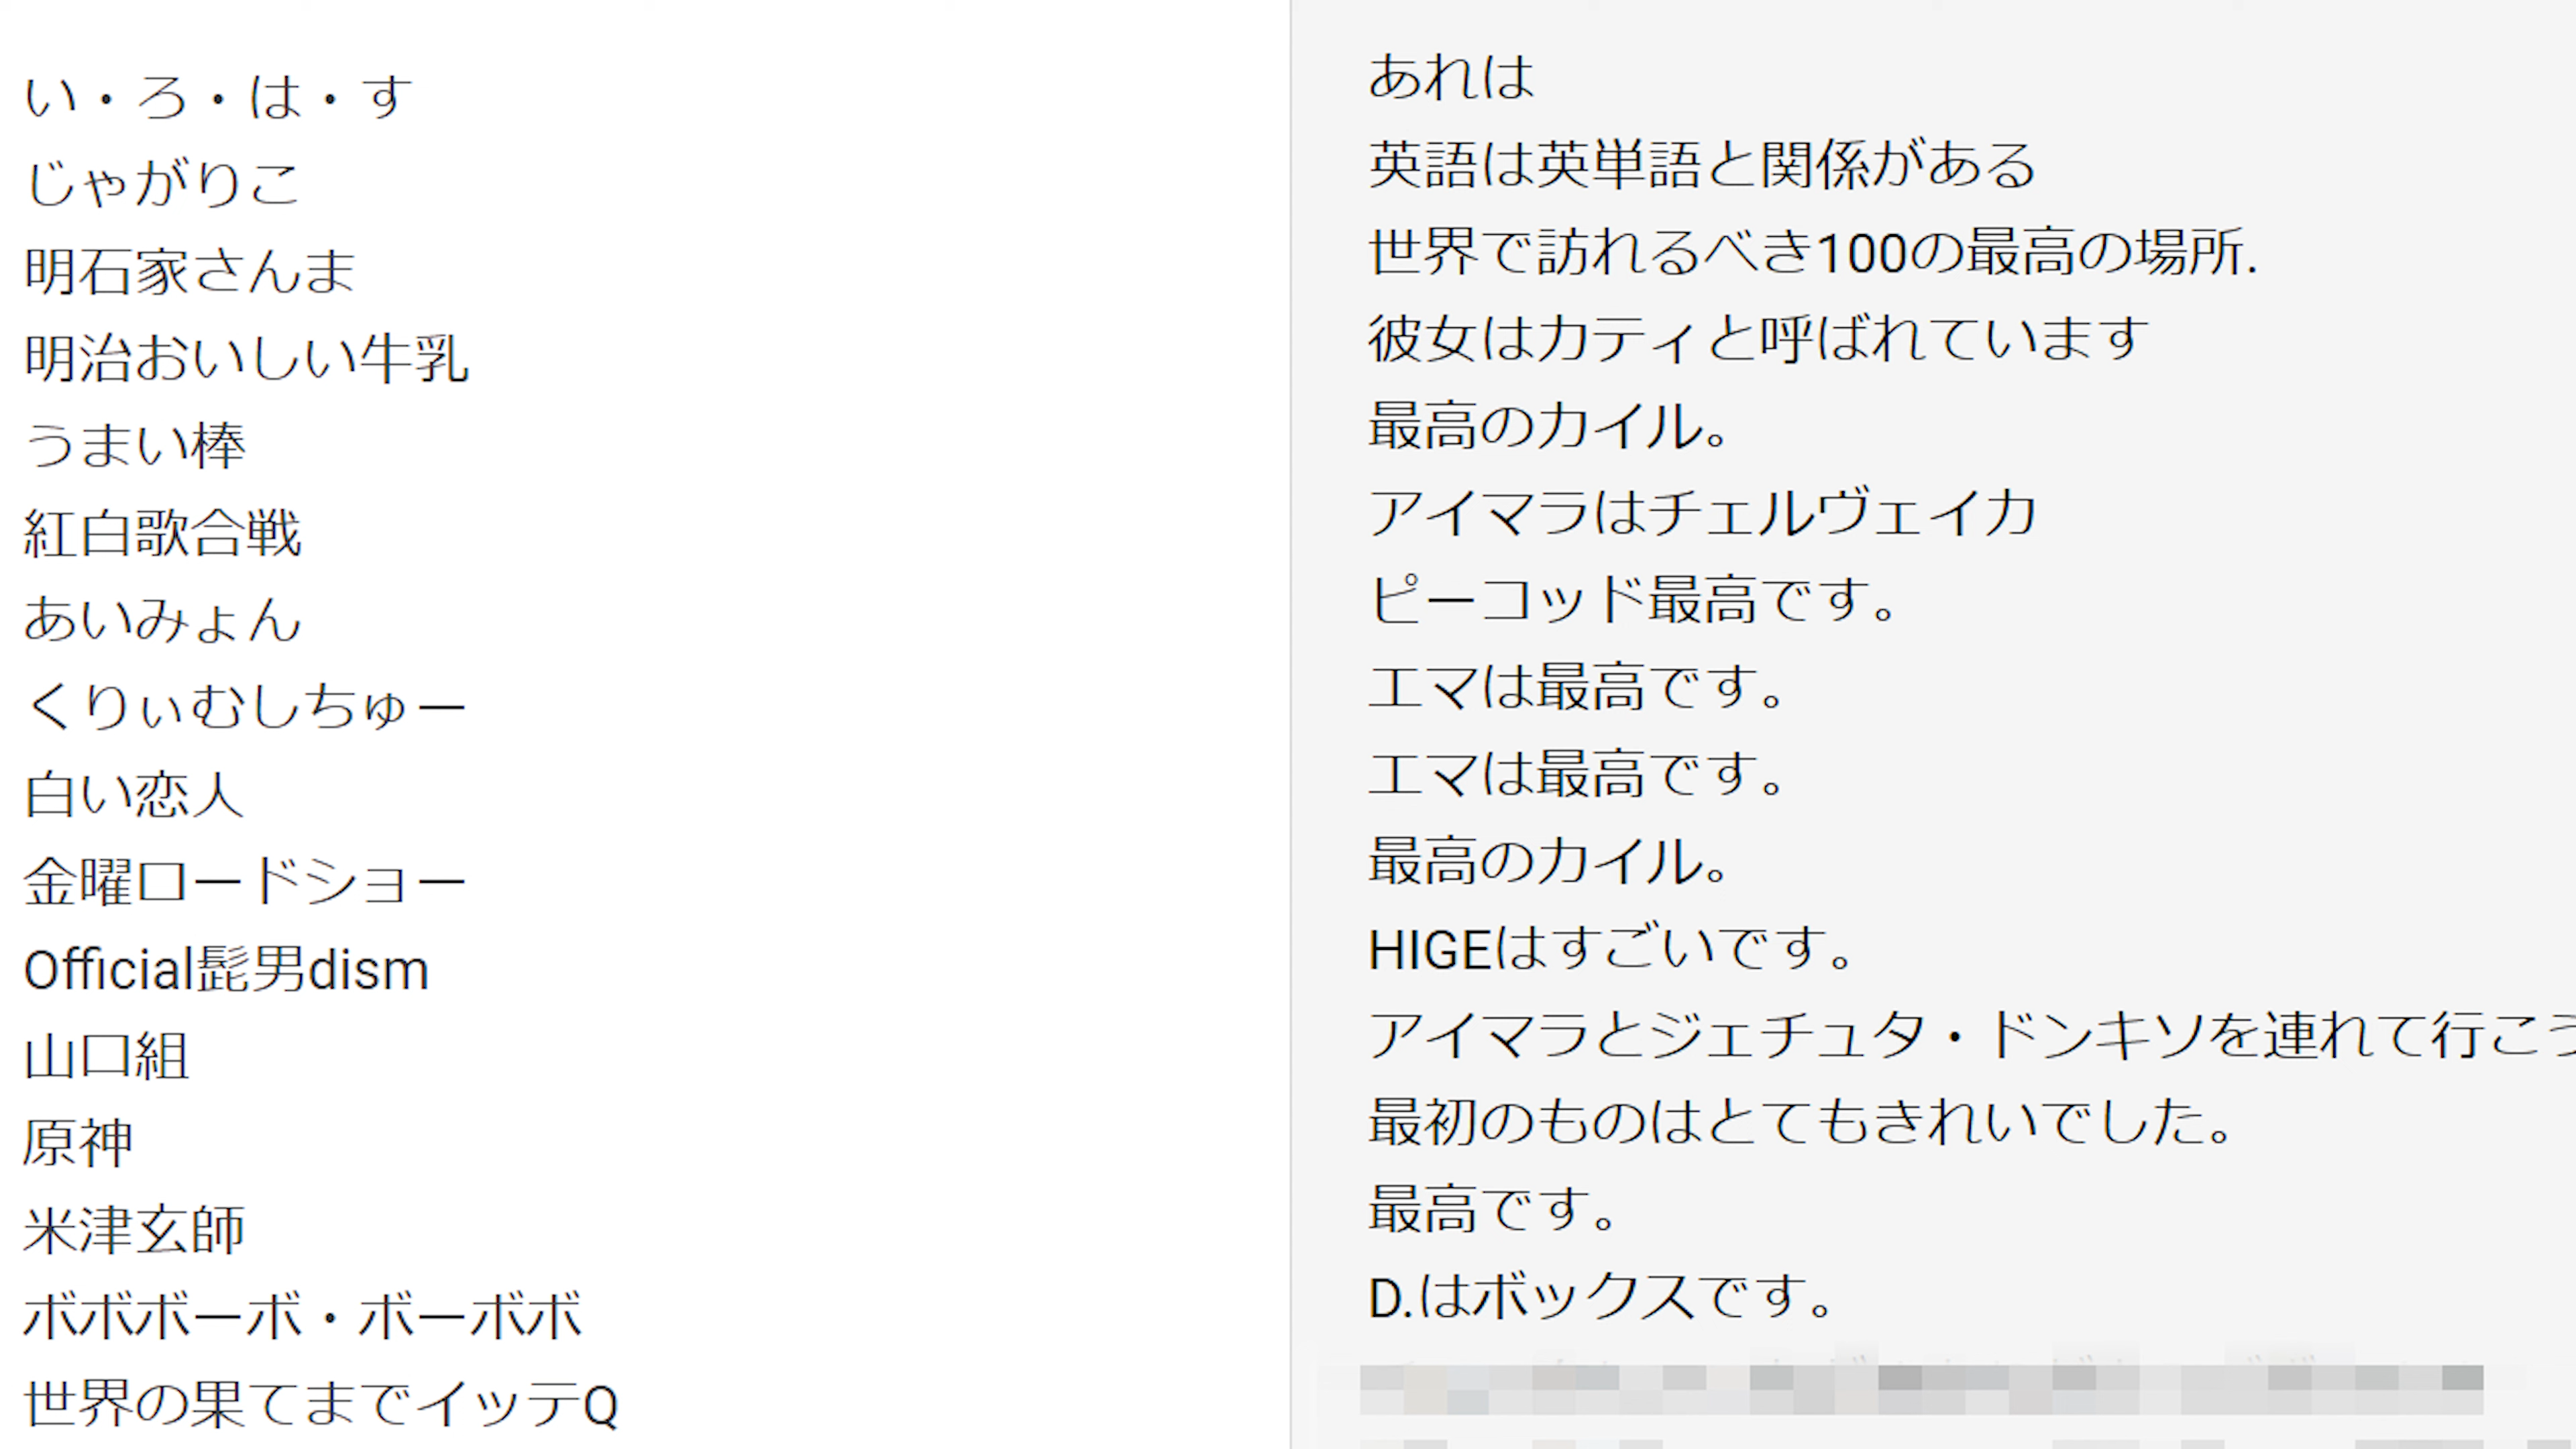 い・ろ・は・す
じゃがりこ
明石家さんま
明治おいしい牛乳
うまい棒
紅白歌合戦
あいみょん
くりぃむしちゅー
白い恋人
金曜ロードショー
Official髭男dism
山口組
原神
米津玄師
ボボボーボ・ボーボボ
世界の果てまでイッテQ
あれは
英語は英単語と関係がある
世界で訪れるべき100の最高の場所.
彼女はカティと呼ばれています
最高のカイル。
アイマラはチェルヴェイカ
ピーコッド最高です。
エマは最高です。
エマは最高です。
最高のカイル。
HIGEはすごいです。
アイマラとジェチュタ・ドンキソを連れて行こう
最初のものはとてもきれいでした。
最高です。
D.はボックスです。